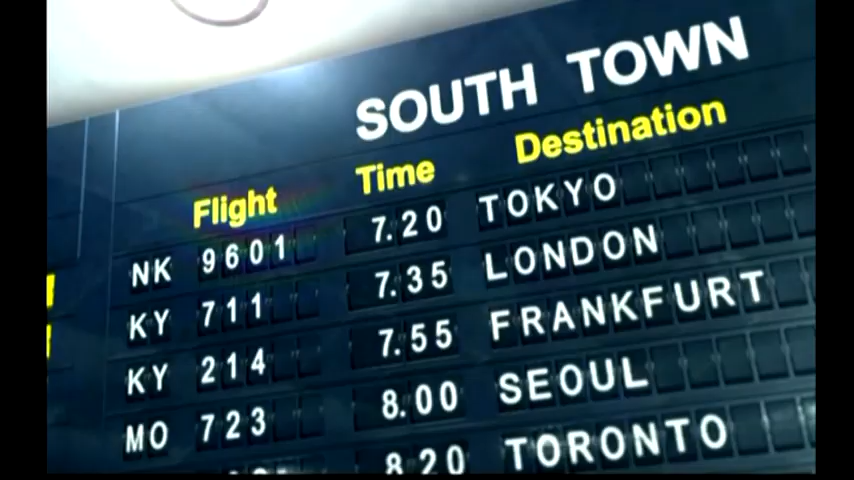 SOUTH TOWN
Flight Time Destination
NK 9601 7.20 TOKYO
KY 711 7.35 LONDON
KY 214 7.55 FRANKFURT
MO 723 8.00 SEOUL
8.20 TORONTO